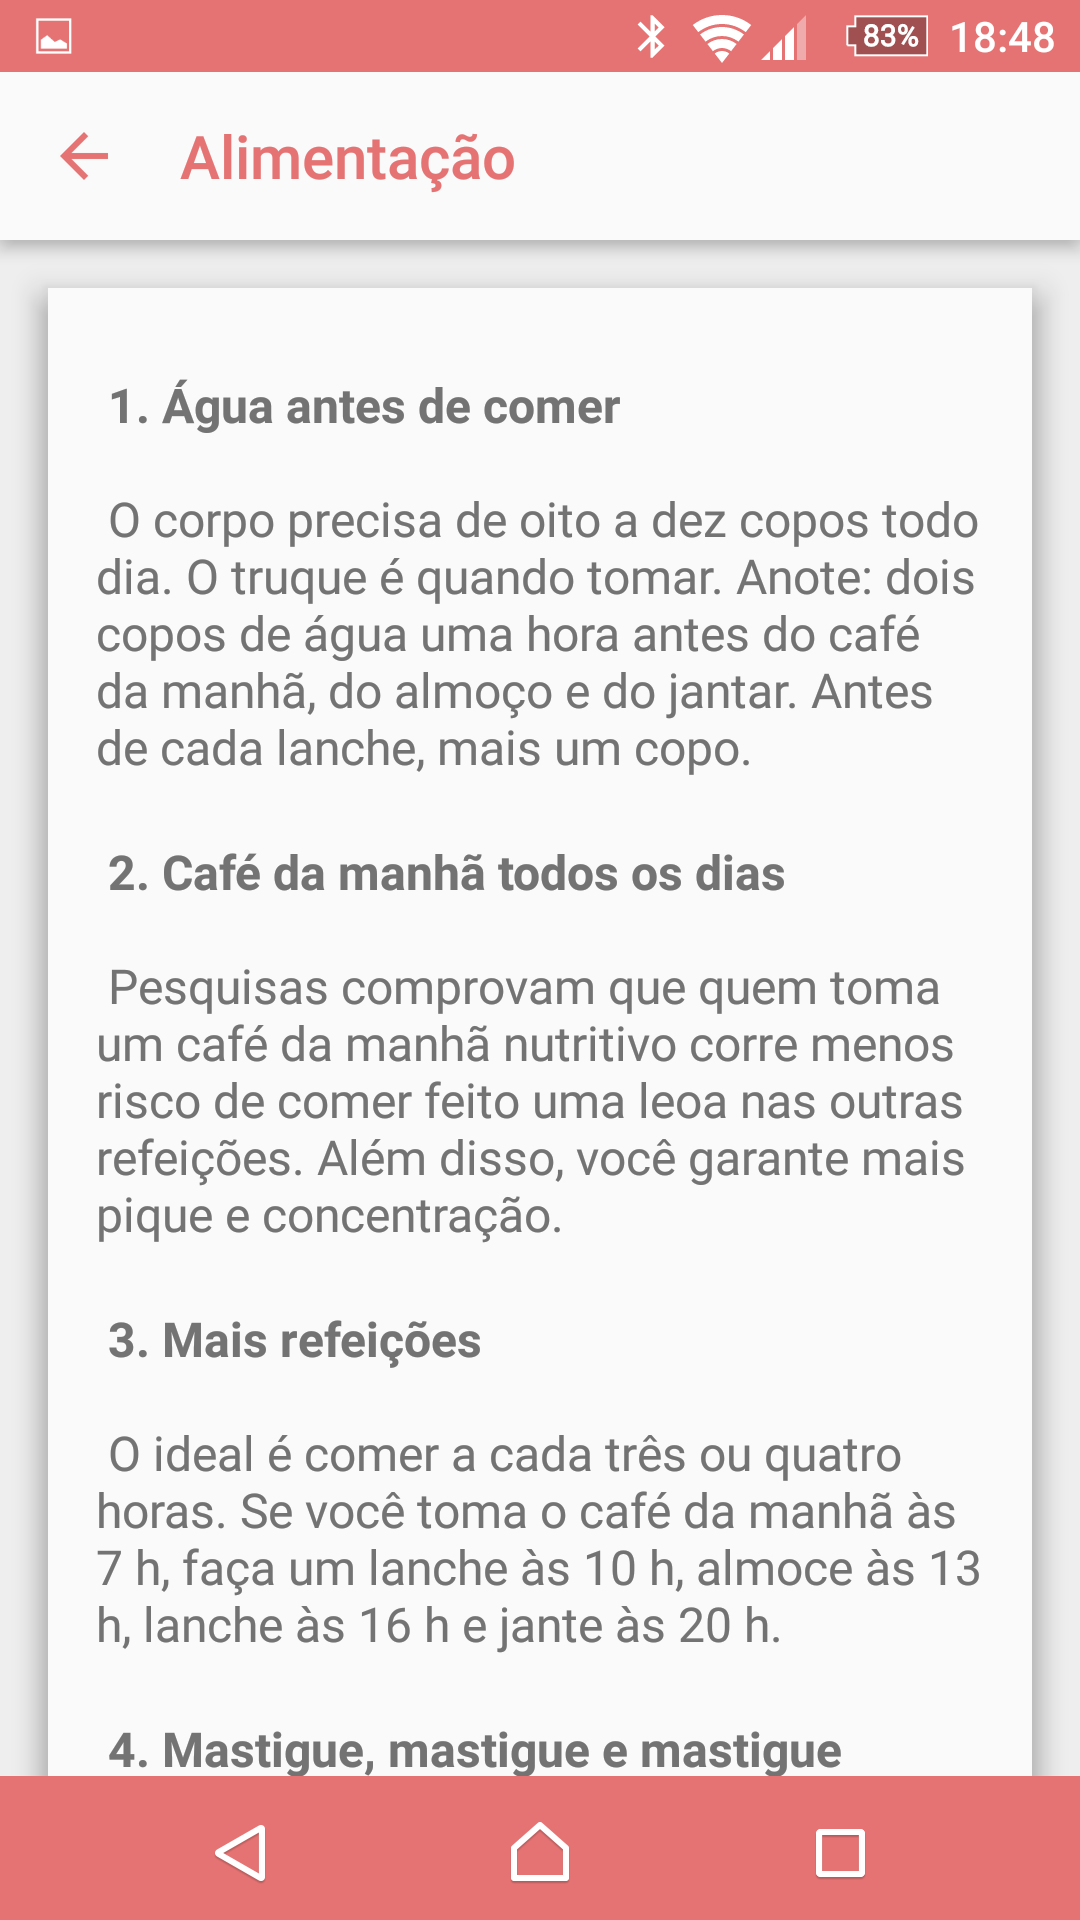 83% 18:48
Alimentação
1. Água antes de comer
O corpo precisa de oito a dez copos todo
dia. O truque é quando tomar. Anote: dois
copos de água uma hora antes do café
da manhã, do almoço e do jantar. Antes
de cada lanche, mais um copo.
2. Café da manhã todos os dias
Pesquisas comprovam que quem toma
um café da manhã nutritivo corre menos
risco de comer feito uma leoa nas outras
refeições. Além disso, você garante mais
pique e concentração.
3. Mais refeições
O ideal é comer a cada três ou quatro
horas. Se você toma o café da manhã às
7 h, faça um lanche às 10 h, almoce às 13
h, lanche às 16 h e jante às 20 h.
4. Mastigue, mastigue e mastigue